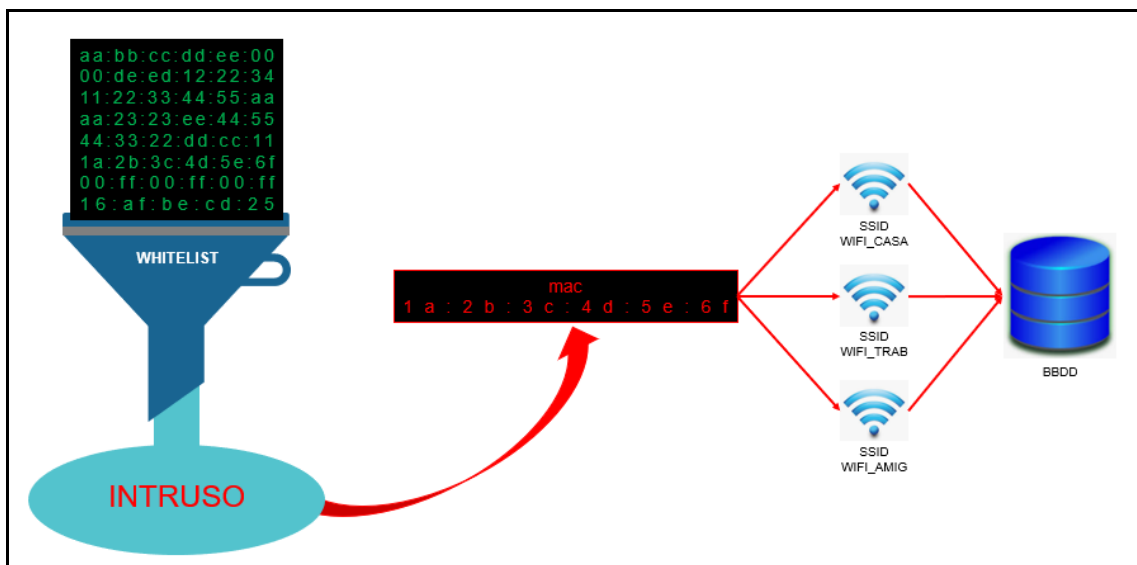 aa:bb:cc:dd:ee:00
00:de:ed:12:22:34
11:22:33:44:55:aa
aa:23:23:ee:44:55
44:33:22:dd:cc:11
1a:2b:3c:4d:5e:6f
00:ff:00:ff:00:ff
16:af:be:cd:25
WHITELIST
INTRUSO
mac
1a:2b:3c:4d:5e:6f
SSID
WIFI_CASA
SSID
WIFI_TRAB
SSID
WIFI_AMIG
BBDD